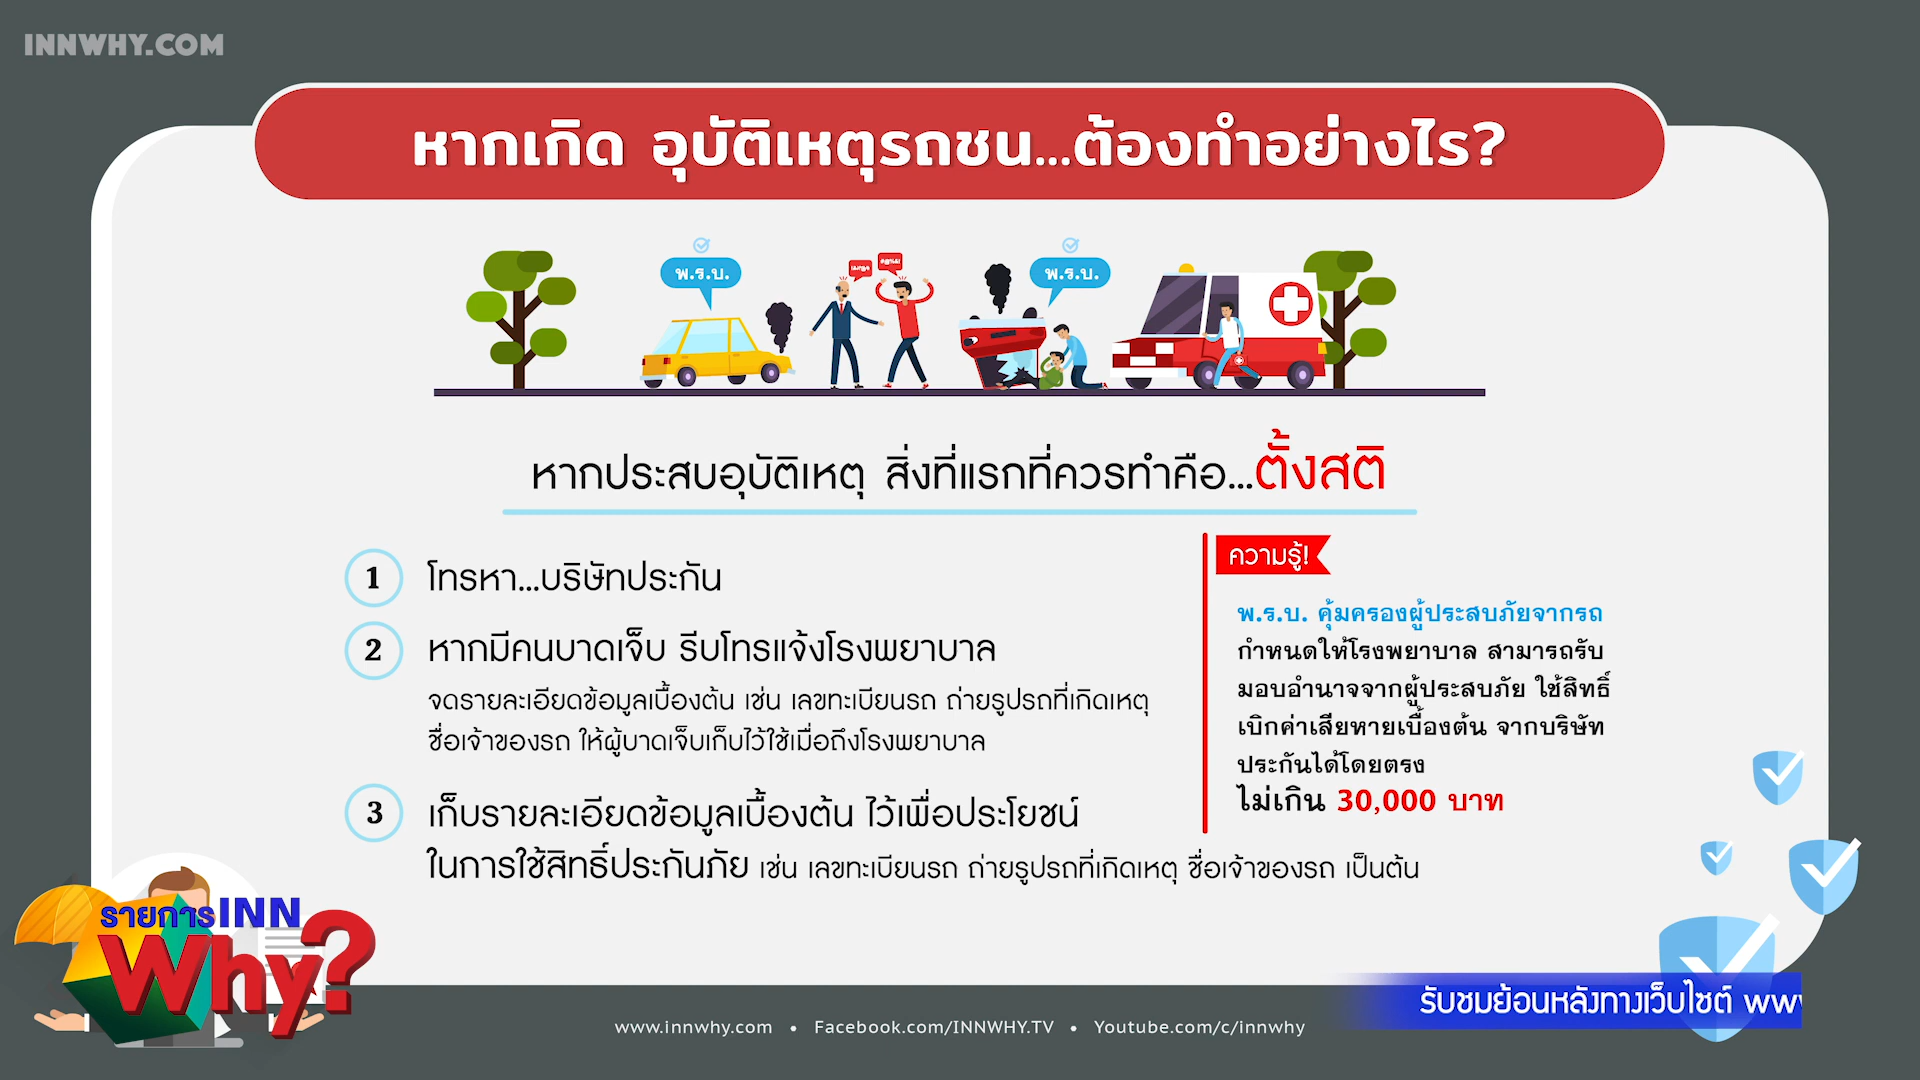 INNWHY.COM
หากเกิด อุบัติเหตุรถชน...ต้องทำอย่างไร?
พ.ร.บ.
พ.ร.บ.
หากประสบอุบัติเหตุ สิ่งที่แรกที่ควรทำคือ...ตั้งสติ
1 โทรหา...บริษัทประกัน
2 หากมีคนบาดเจ็บ รีบโทรแจ้งโรงพยาบาล
จดรายละเอียดข้อมูลเบื้องต้น เช่น เลขทะเบียนรถ ถ่ายรูปรถที่เกิดเหตุ
ชื่อเจ้าของรถ ให้ผู้บาดเจ็บเก็บไว้ใช้เมื่อถึงโรงพยาบาล
3 เก็บรายละเอียดข้อมูลเบื้องต้น ไว้เพื่อประโยชน์
ในการใช้สิทธิ์ประกันภัย เช่น เลขทะเบียนรถ ถ่ายรูปรถที่เกิดเหตุ ชื่อเจ้าของรถ เป็นต้น
ความรู้!
พ.ร.บ. คุ้มครองผู้ประสบภัยจากรถ
กำหนดให้โรงพยาบาล สามารถรับ
มอบอำนาจจากผู้ประสบภัย ใช้สิทธิ์
เบิกค่าเสียหายเบื้องต้น จากบริษัท
ประกันได้โดยตรง
ไม่เกิน 30,000 บาท
รายการINN
Why?
รับชมย้อนหลังทางเว็บไซต์ www
www.innwhy.com • Facebook.com/INNWHY.TV • Youtube.com/c/innwhy